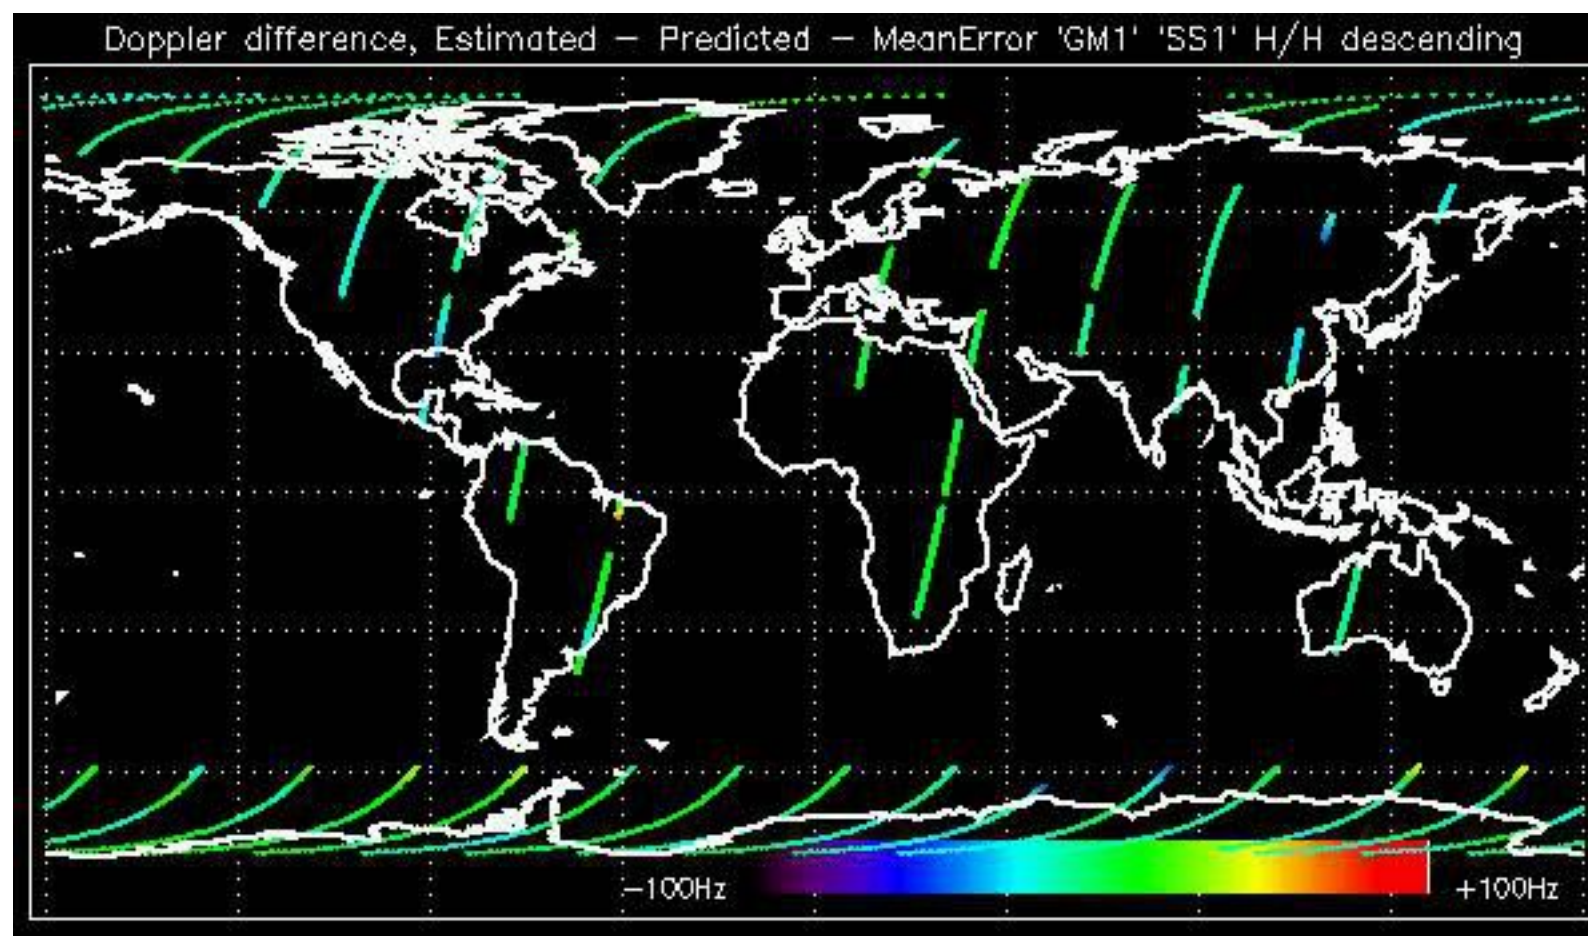 Doppler difference, Estimated — Predicted — MeanError 'GM1' 'SS1' H/H descending
—100Hz
+100Hz